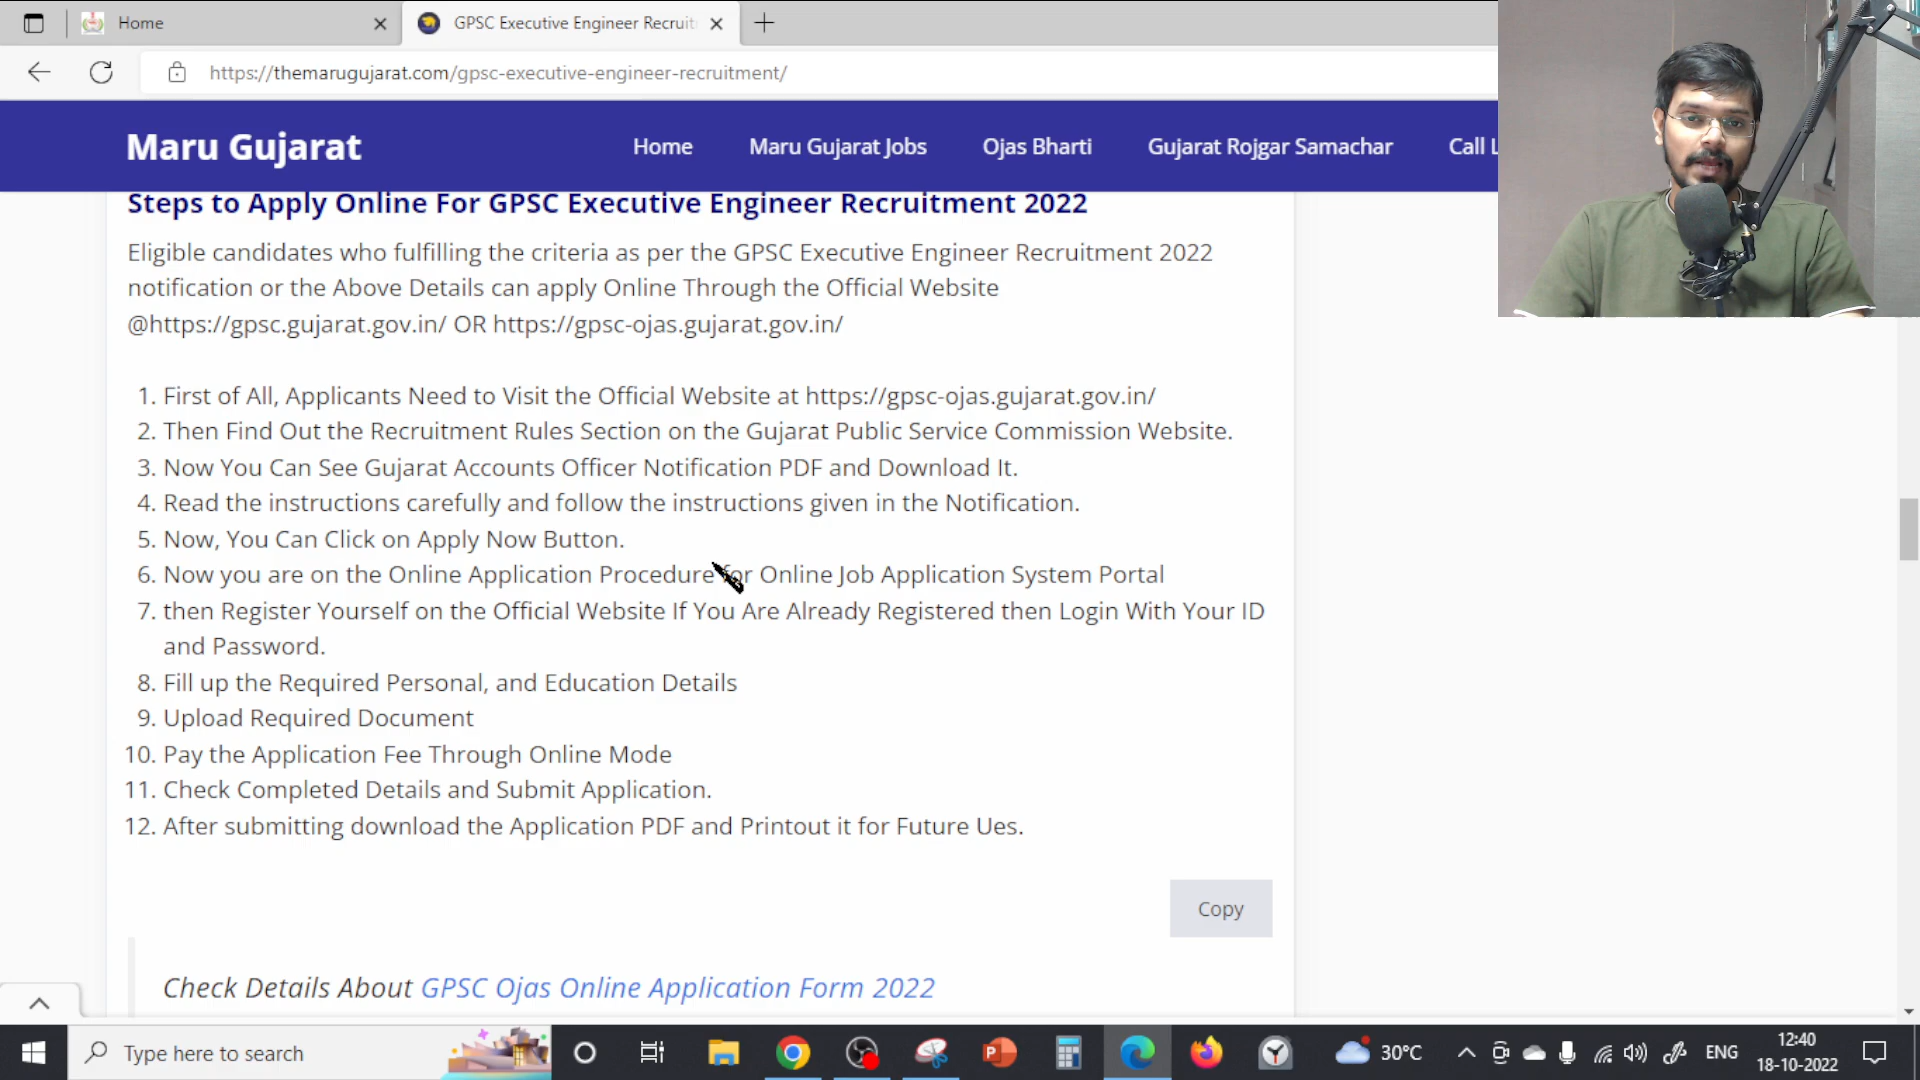 Home
GPSC Executive Engineer Recruit
https://themarugujarat.com/gpsc-executive-engineer-recruitment/
Maru Gujarat
Home
Maru Gujarat Jobs
Ojas Bharti
Gujarat Rojgar Samachar
Call L
Steps to Apply Online For GPSC Executive Engineer Recruitment 2022
Eligible candidates who fulfilling the criteria as per the GPSC Executive Engineer Recruitment 2022
notification or the Above Details can apply Online Through the Official Website
@https://gpsc.gujarat.gov.in/ OR https://gpsc-ojas.gujarat.gov.in/
1. First of All, Applicants Need to Visit the Official Website at https://gpsc-ojas.gujarat.gov.in/
2. Then Find Out the Recruitment Rules Section on the Gujarat Public Service Commission Website.
3. Now You Can See Gujarat Accounts Officer Notification PDF and Download It.
4. Read the instructions carefully and follow the instructions given in the Notification.
5. Now, You Can Click on Apply Now Button.
6. Now you are on the Online Application Procedure for Online Job Application System Portal
7. then Register Yourself on the Official Website If You Are Already Registered then Login With Your ID
and Password.
8. Fill up the Required Personal, and Education Details
9. Upload Required Document
10. Pay the Application Fee Through Online Mode
11. Check Completed Details and Submit Application.
12. After submitting download the Application PDF and Printout it for Future Ues.
Copy
Check Details About GPSC Ojas Online Application Form 2022
Type here to search
30°C
ENG
12:40
18-10-2022